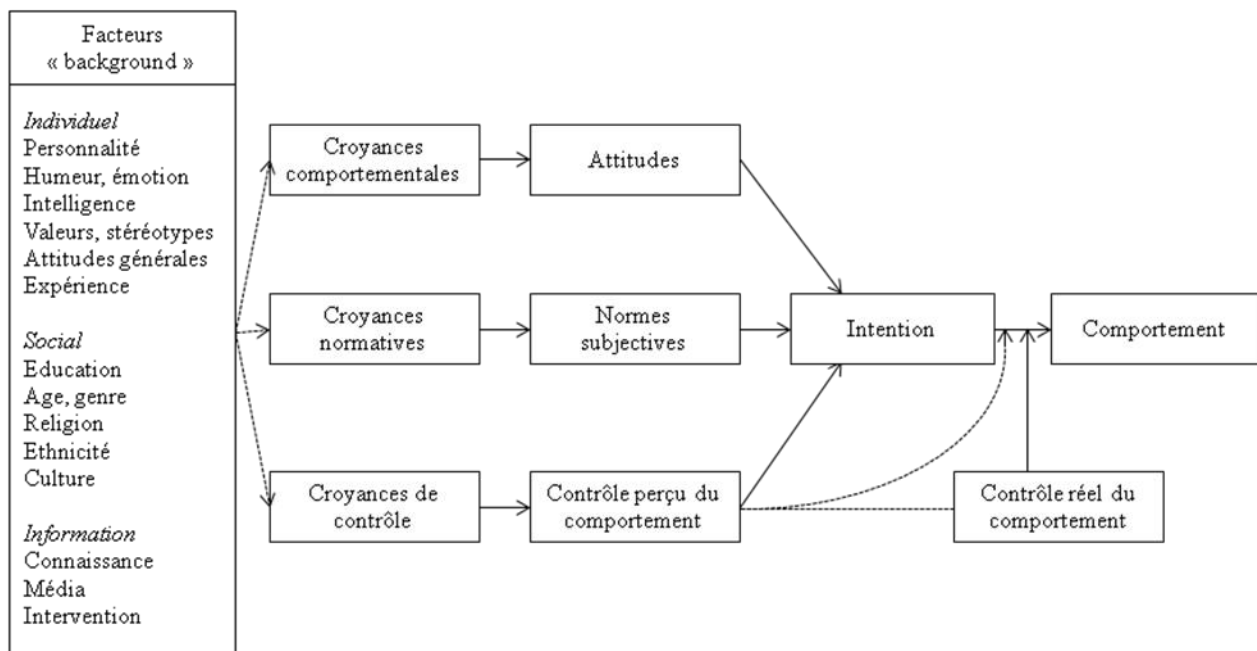 Facteurs
« background »
Individuel
Personnalité
Humeur, émotion
Intelligence
Valeurs, stéréotypes
Attitudes générales
Expérience
Social
Education
Age, genre
Religion
Ethnicité
Culture
Information
Connaissance
Média
Intervention
Croyances
comportementales
Attitudes
Croyances
normatives
Normes
subjectives
Intention
Comportement
Croyances de
contrôle
Contrôle perçu du
comportement
Contrôle réel du
comportement